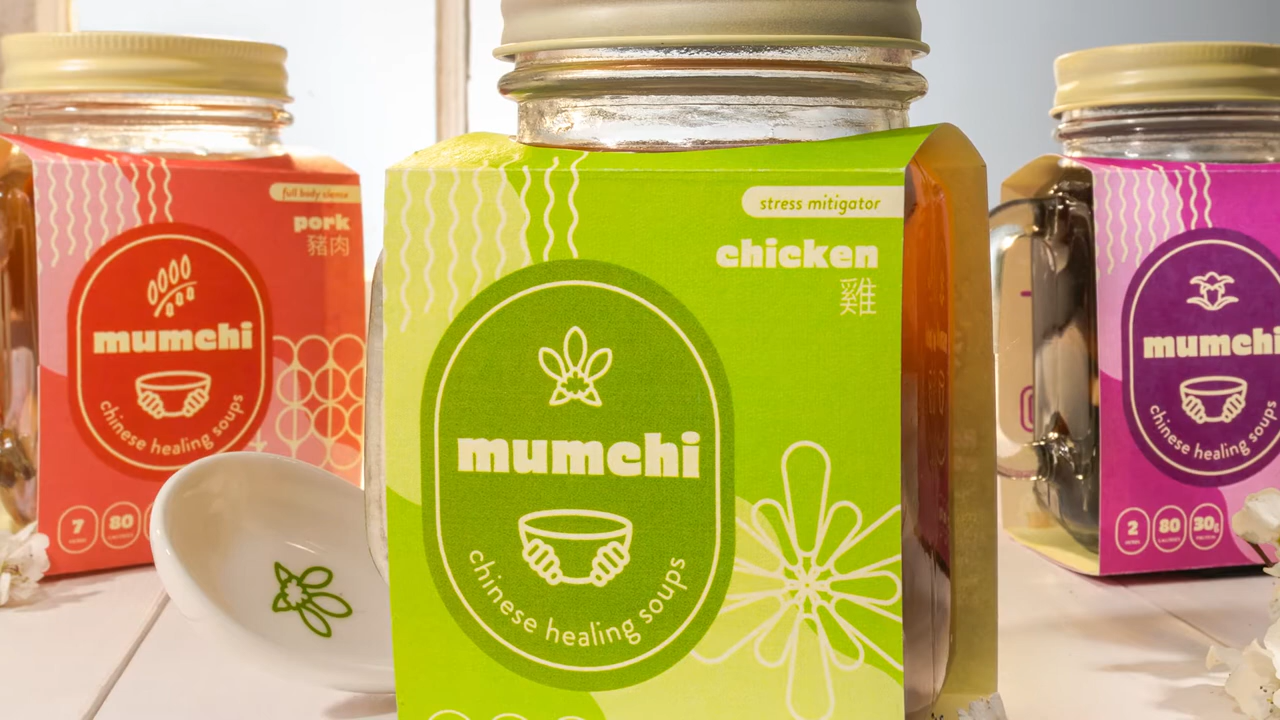 full body cleanse
pork
豬肉
mumchi
chinese healing soups
7
80
stress mitigator
chicken
雞
mumchi
chinese healing soups
mumchi
chinese healing soups
2
80
30g